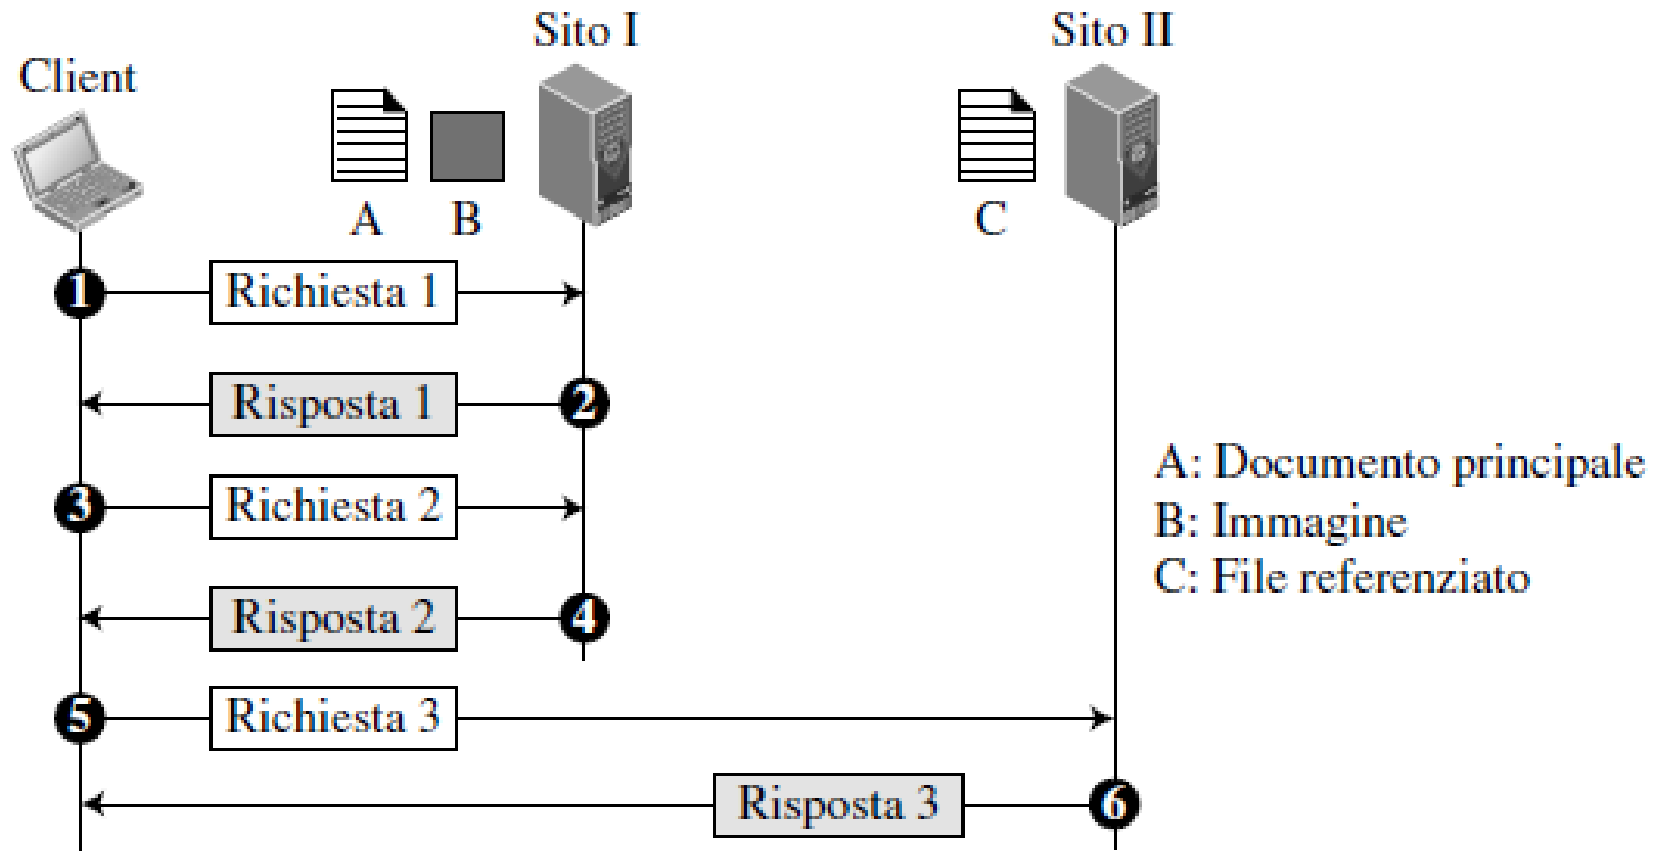 Sito I
Sito II
Client
A
B
C
1
Richiesta 1
Risposta 1
2
3
Richiesta 2
Risposta 2
4
5
Richiesta 3
Risposta 3
6
A: Documento principale
B: Immagine
C: File referenziato